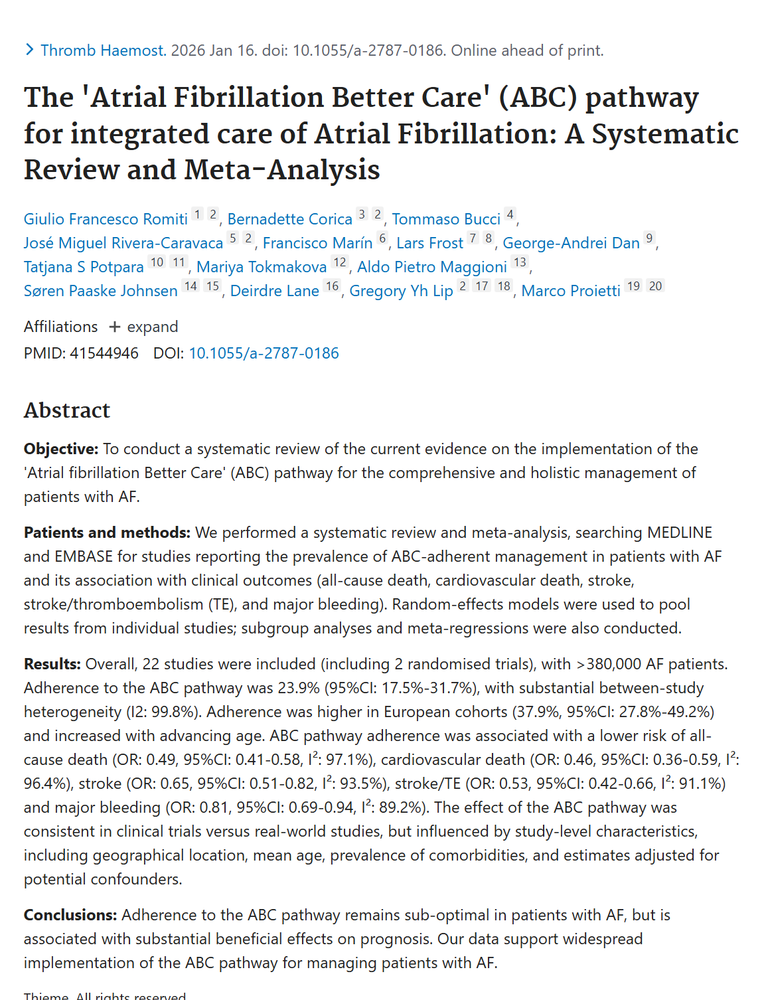 Thromb Haemost. 2026 Jan 16. doi: 10.1055/a-2787-0186. Online ahead of print.
The 'Atrial Fibrillation Better Care' (ABC) pathway
for integrated care of Atrial Fibrillation: A Systematic
Review and Meta-Analysis
Giulio Francesco Romiti 1 2, Bernadette Corica 3 2, Tommaso Bucci 4,
José Miguel Rivera-Caravaca 5 2, Francisco Marín 6, Lars Frost 7 8, George-Andrei Dan 9,
Tatjana S Potpara 10 11, Mariya Tokmakova 12, Aldo Pietro Maggioni 13,
Søren Paaske Johnsen 14 15, Deirdre Lane 16, Gregory Yh Lip 2 17 18, Marco Proietti 19 20
Affiliations + expand
PMID: 41544946 DOI: 10.1055/a-2787-0186
Abstract
Objective: To conduct a systematic review of the current evidence on the implementation of the
'Atrial fibrillation Better Care' (ABC) pathway for the comprehensive and holistic management of
patients with AF.
Patients and methods: We performed a systematic review and meta-analysis, searching MEDLINE
and EMBASE for studies reporting the prevalence of ABC-adherent management in patients with AF
and its association with clinical outcomes (all-cause death, cardiovascular death, stroke,
stroke/thromboembolism (TE), and major bleeding). Random-effects models were used to pool
results from individual studies; subgroup analyses and meta-regressions were also conducted.
Results: Overall, 22 studies were included (including 2 randomised trials), with >380,000 AF patients.
Adherence to the ABC pathway was 23.9% (95%CI: 17.5%-31.7%), with substantial between-study
heterogeneity (I2: 99.8%). Adherence was higher in European cohorts (37.9%, 95%CI: 27.8%-49.2%)
and increased with advancing age. ABC pathway adherence was associated with a lower risk of all-
cause death (OR: 0.49, 95%CI: 0.41-0.58, I²: 97.1%), cardiovascular death (OR: 0.46, 95%CI: 0.36-0.59, I²:
96.4%), stroke (OR: 0.65, 95%CI: 0.51-0.82, I²: 93.5%), stroke/TE (OR: 0.53, 95%CI: 0.42-0.66, I²: 91.1%)
and major bleeding (OR: 0.81, 95%CI: 0.69-0.94, I²: 89.2%). The effect of the ABC pathway was
consistent in clinical trials versus real-world studies, but influenced by study-level characteristics,
including geographical location, mean age, prevalence of comorbidities, and estimates adjusted for
potential confounders.
Conclusions: Adherence to the ABC pathway remains sub-optimal in patients with AF, but is
associated with substantial beneficial effects on prognosis. Our data support widespread
implementation of the ABC pathway for managing patients with AF.
Thieme. All rights reserved.